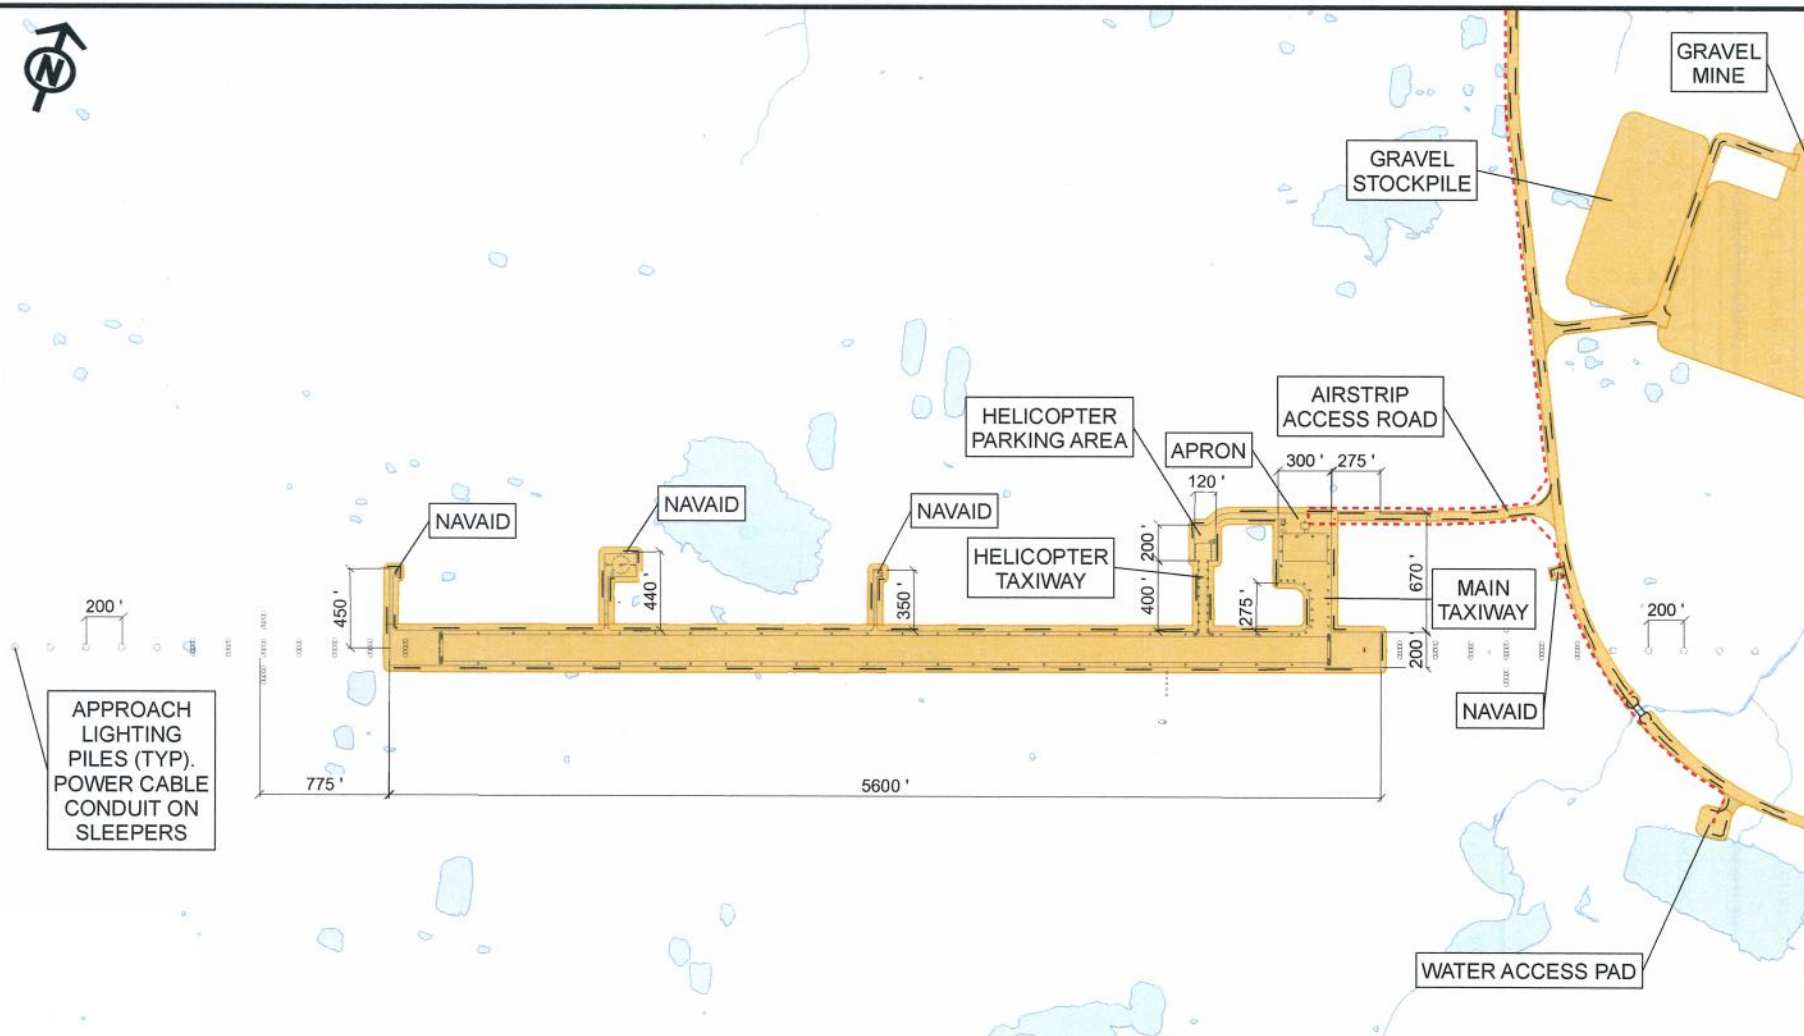 N
GRAVEL
MINE
GRAVEL
STOCKPILE
AIRSTRIP
ACCESS ROAD
HELICOPTER
PARKING AREA
APRON
300 '
275 '
120 '
NAVAID
NAVAID
NAVAID
HELICOPTER
TAXIWAY
200 '
400 '
275 '
670 '
200 '
MAIN
TAXIWAY
450 '
440 '
350 '
200 '
200 '
NAVAID
APPROACH
LIGHTING
PILES (TYP).
POWER CABLE
CONDUIT ON
SLEEPERS
775 '
5600 '
WATER ACCESS PAD